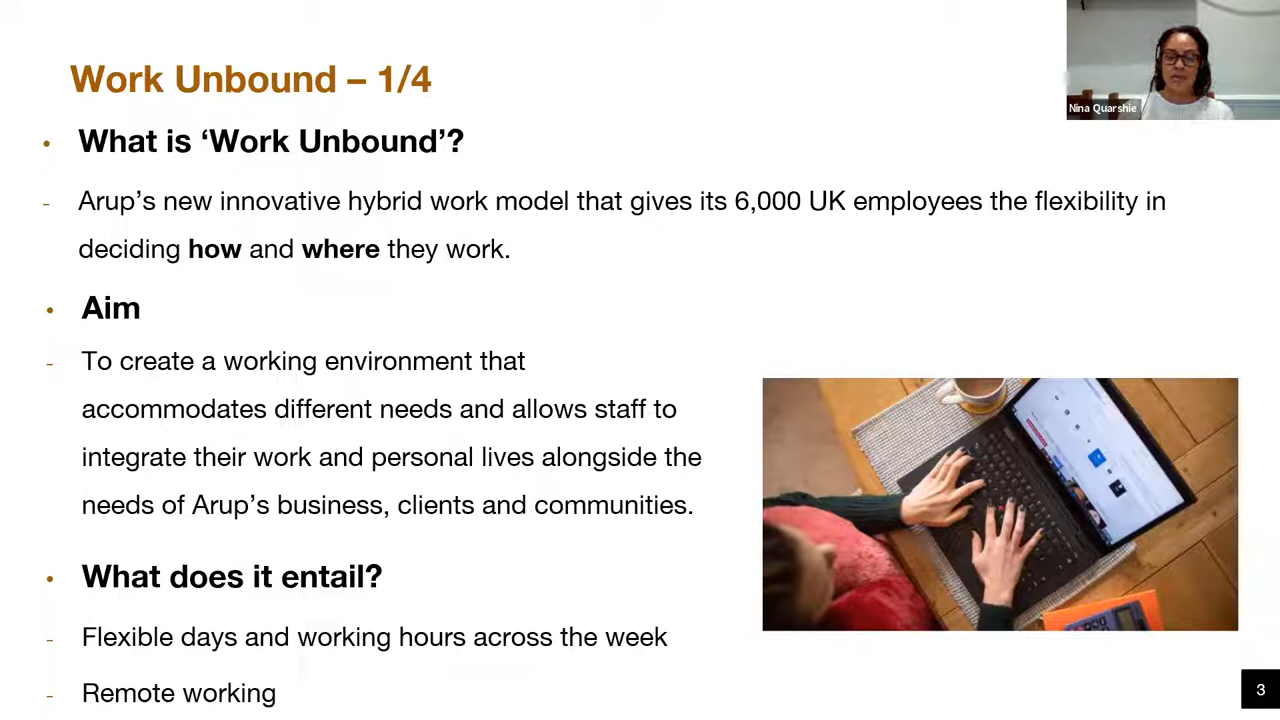 Work Unbound – 1/4
Nina Quarshie
• What is ‘Work Unbound’?
- Arup’s new innovative hybrid work model that gives its 6,000 UK employees the flexibility in
deciding how and where they work.
• Aim
- To create a working environment that
accommodates different needs and allows staff to
integrate their work and personal lives alongside the
needs of Arup’s business, clients and communities.
• What does it entail?
- Flexible days and working hours across the week
- Remote working
3